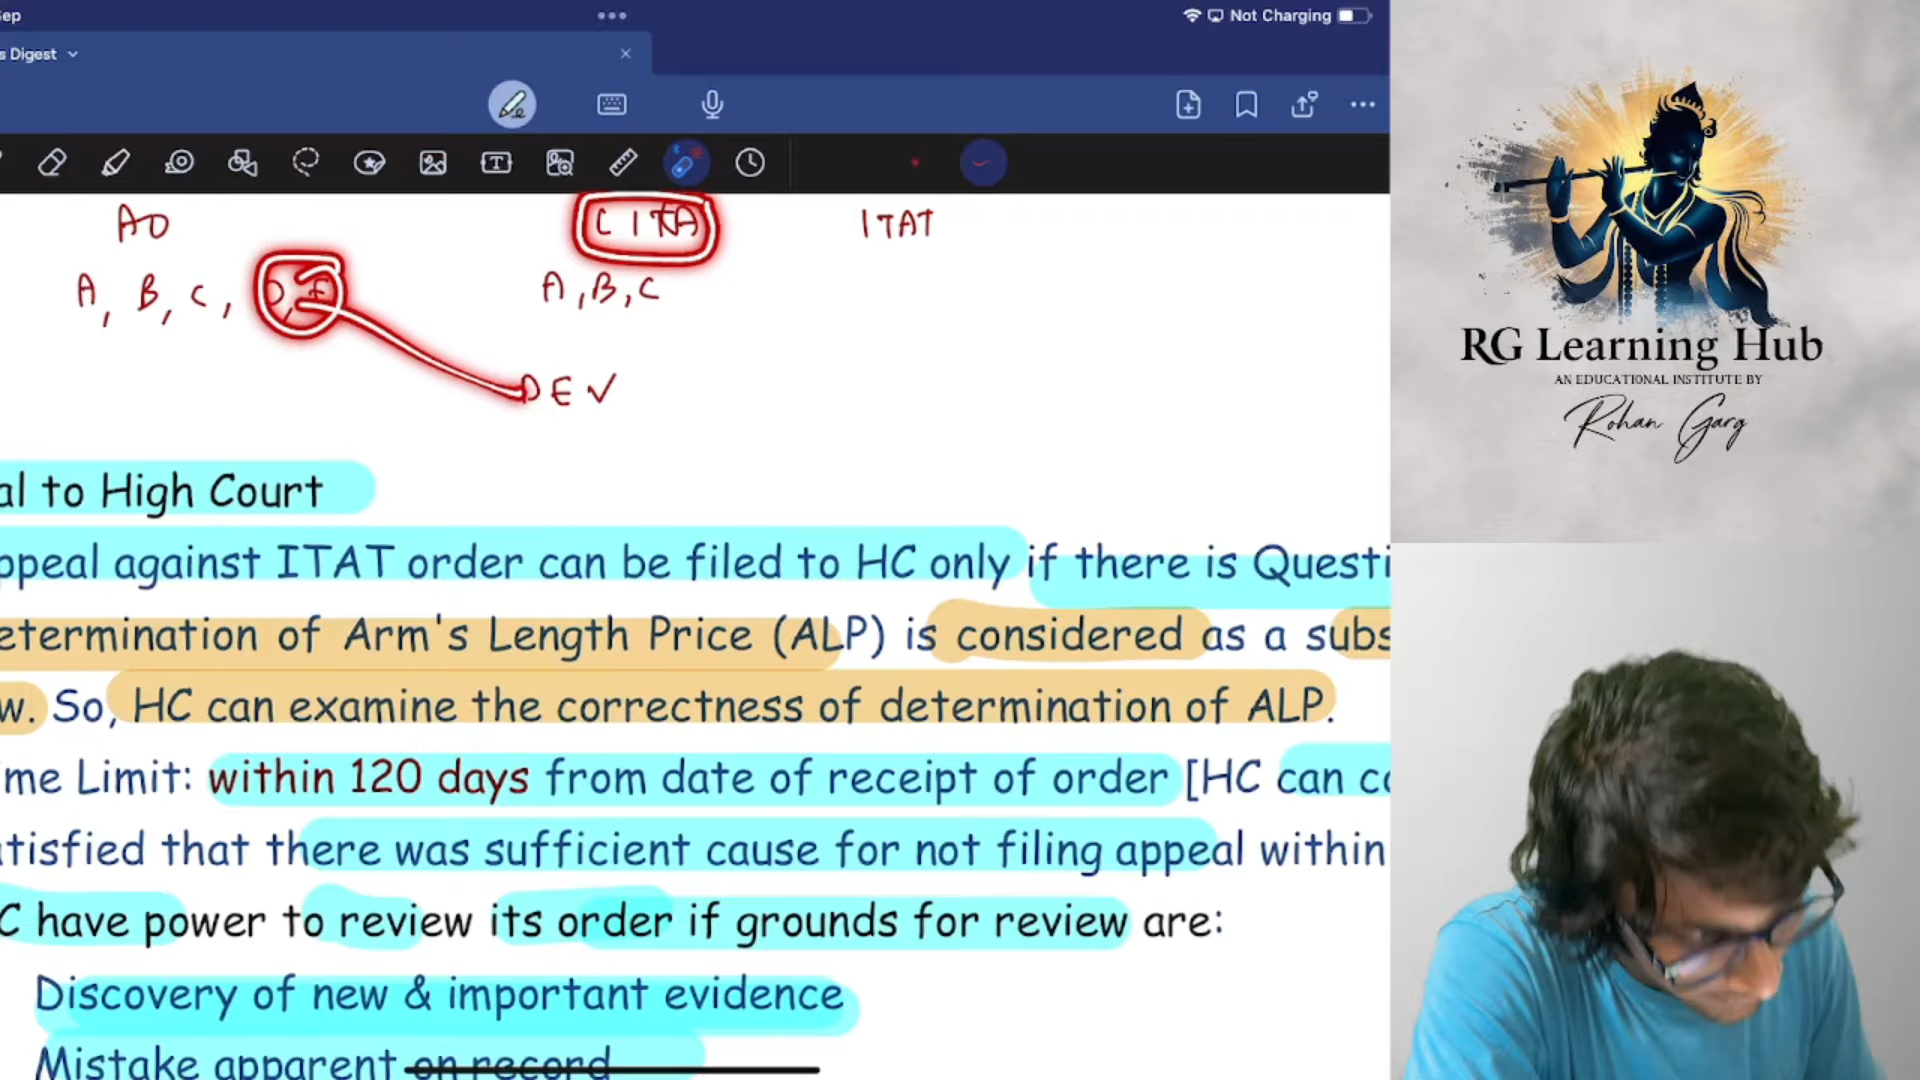 Sep
Not Charging
s Digest
AO
CITA
ITAT
A, B, C, D, E
A, B, C
D E ✓
al to High Court
ppeal against ITAT order can be filed to HC only if there is Questi
etermination of Arm's Length Price (ALP) is considered as a subs
w. So, HC can examine the correctness of determination of ALP.
me Limit: within 120 days from date of receipt of order [HC can co
tisfied that there was sufficient cause for not filing appeal within
C have power to review its order if grounds for review are:
Discovery of new & important evidence
Mistake apparent on record
RG Learning Hub
AN EDUCATIONAL INSTITUTE BY
Rohan Garg